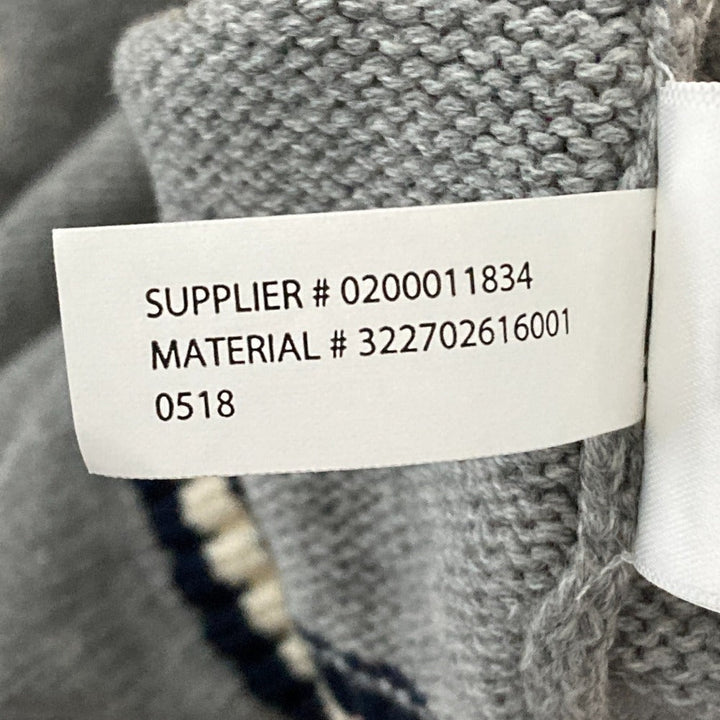 SUPPLIER # 0200011834
MATERIAL # 322702616001
0518